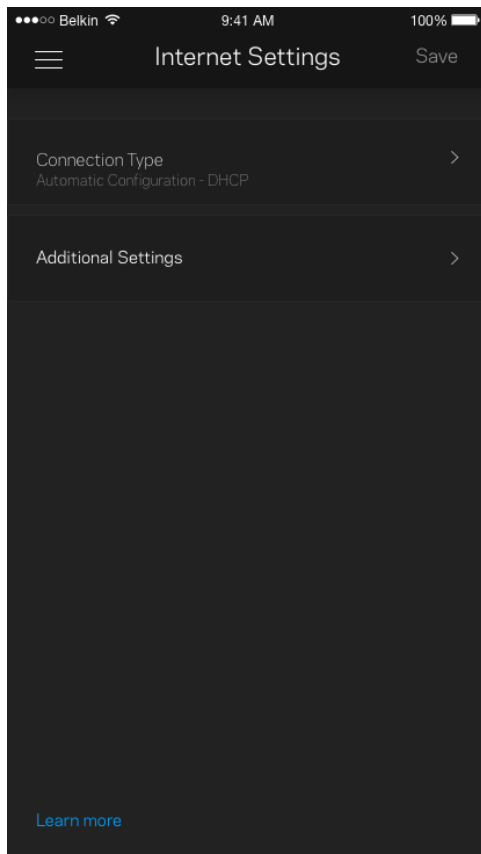 ●●●○○ Belkin 9:41 AM 100%
Internet Settings Save
Connection Type
Automatic Configuration - DHCP
Additional Settings
Learn more